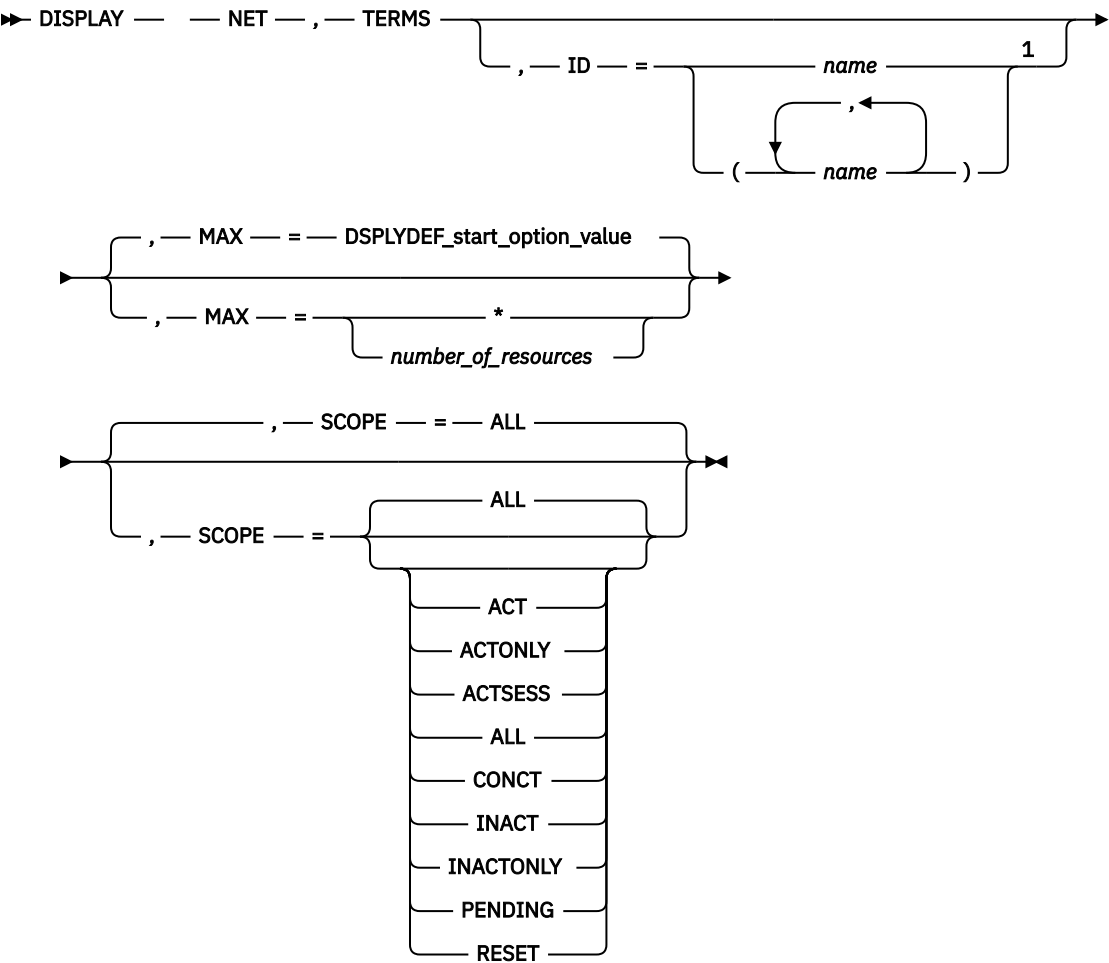 DISPLAY NET , TERMS
1
, ID = name
,
( name )
, MAX = DSPLYDEF_start_option_value
, MAX = *
number_of_resources
, SCOPE = ALL
ALL
, SCOPE =
ACT
ACTONLY
ACTSESS
ALL
CONCT
INACT
INACTONLY
PENDING
RESET